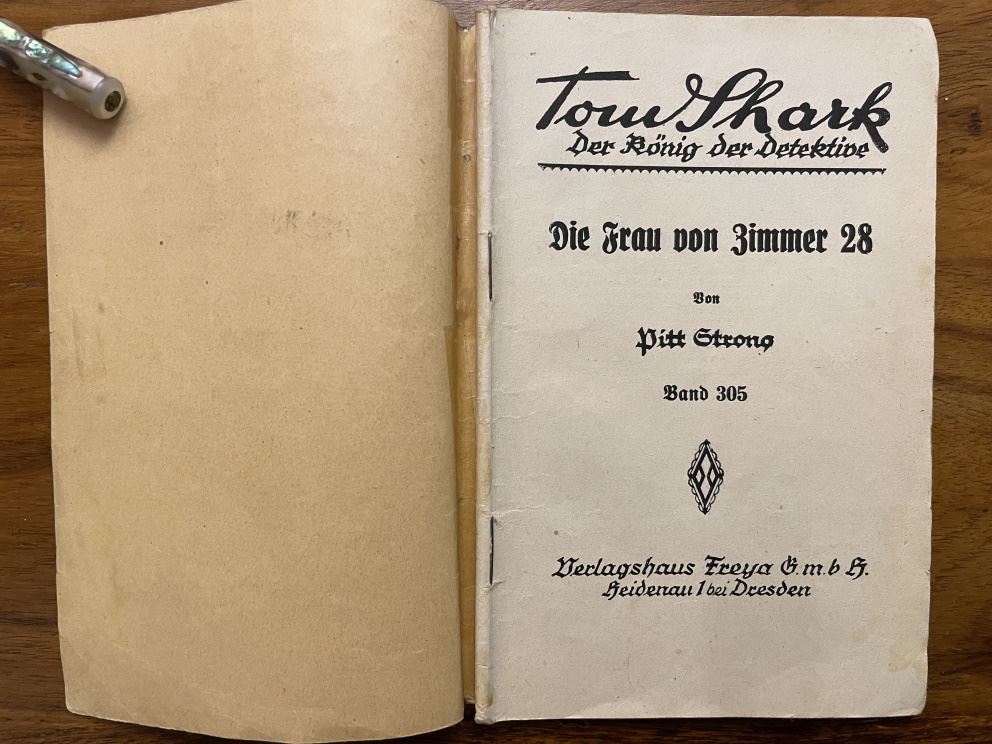 Tom Shark
Der König der Detektive
Die Frau von Zimmer 28
Von
Pitt Strong
Band 305
Verlagshaus Freya G.m.b H.
Heidenau 1 bei Dresden